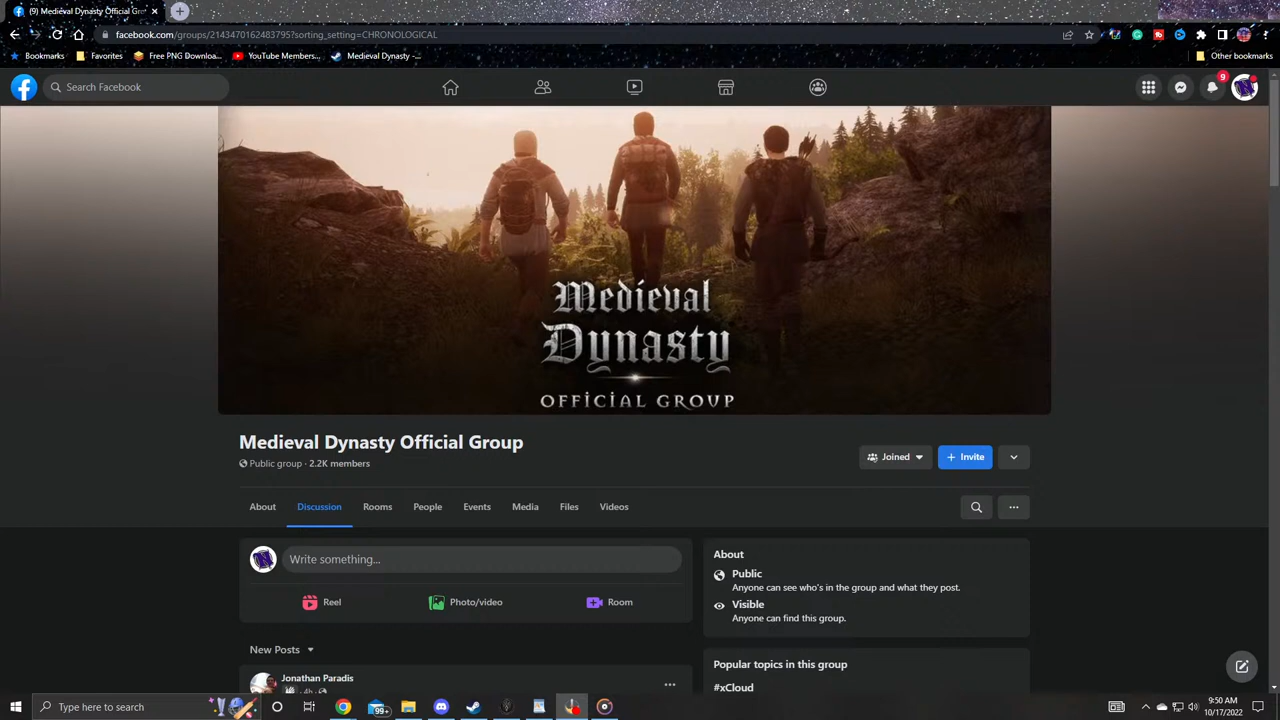 (9) Medieval Dynasty Official Gr
facebook.com/groups/2143470162483795?sorting_setting=CHRONOLOGICAL
Bookmarks
Favorites
Free PNG Downloa...
YouTube Members...
Medieval Dynasty -...
Other bookmarks
Search Facebook
9
Medieval
Dynasty
OFFICIAL GROUP
Medieval Dynasty Official Group
Public group · 2.2K members
Joined
+ Invite
About
Discussion
Rooms
People
Events
Media
Files
Videos
Write something...
Reel
Photo/video
Room
About
Public
Anyone can see who's in the group and what they post.
Visible
Anyone can find this group.
New Posts
Popular topics in this group
Jonathan Paradis
#xCloud
Type here to search
99+
9:50 AM
10/17/2022